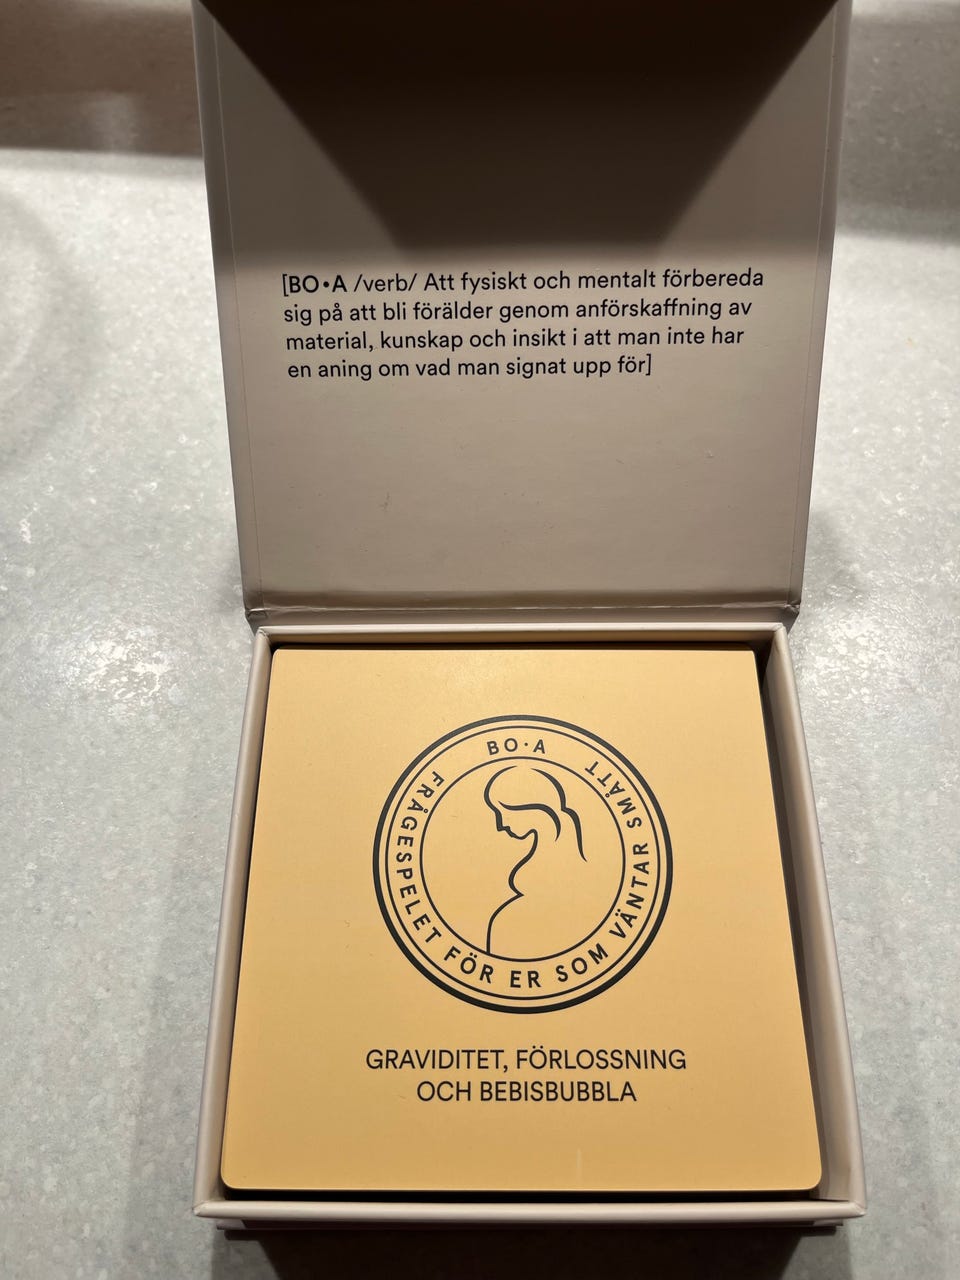 [BO•A /verb/ Att fysiskt och mentalt förbereda
sig på att bli förälder genom anförskaffning av
material, kunskap och insikt i att man inte har
en aning om vad man signat upp för]
BO·A
FRÅGESPELET FÖR ER SOM VÄNTAR SMÅTT
GRAVIDITET, FÖRLOSSNING
OCH BEBISBUBBLA